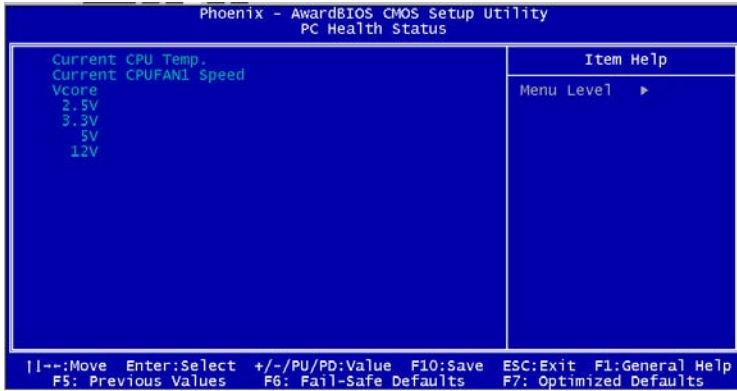 Phoenix - AwardBIOS CMOS Setup Utility
PC Health Status
Current CPU Temp.
Current CPUFAN1 Speed
Vcore
2.5V
3.3V
5V
12V
Item Help
Menu Level ▶
↑↓→←:Move Enter:Select +/-/PU/PD:Value F10:Save ESC:Exit F1:General Help
F5: Previous Values F6: Fail-Safe Defaults F7: Optimized Defaults